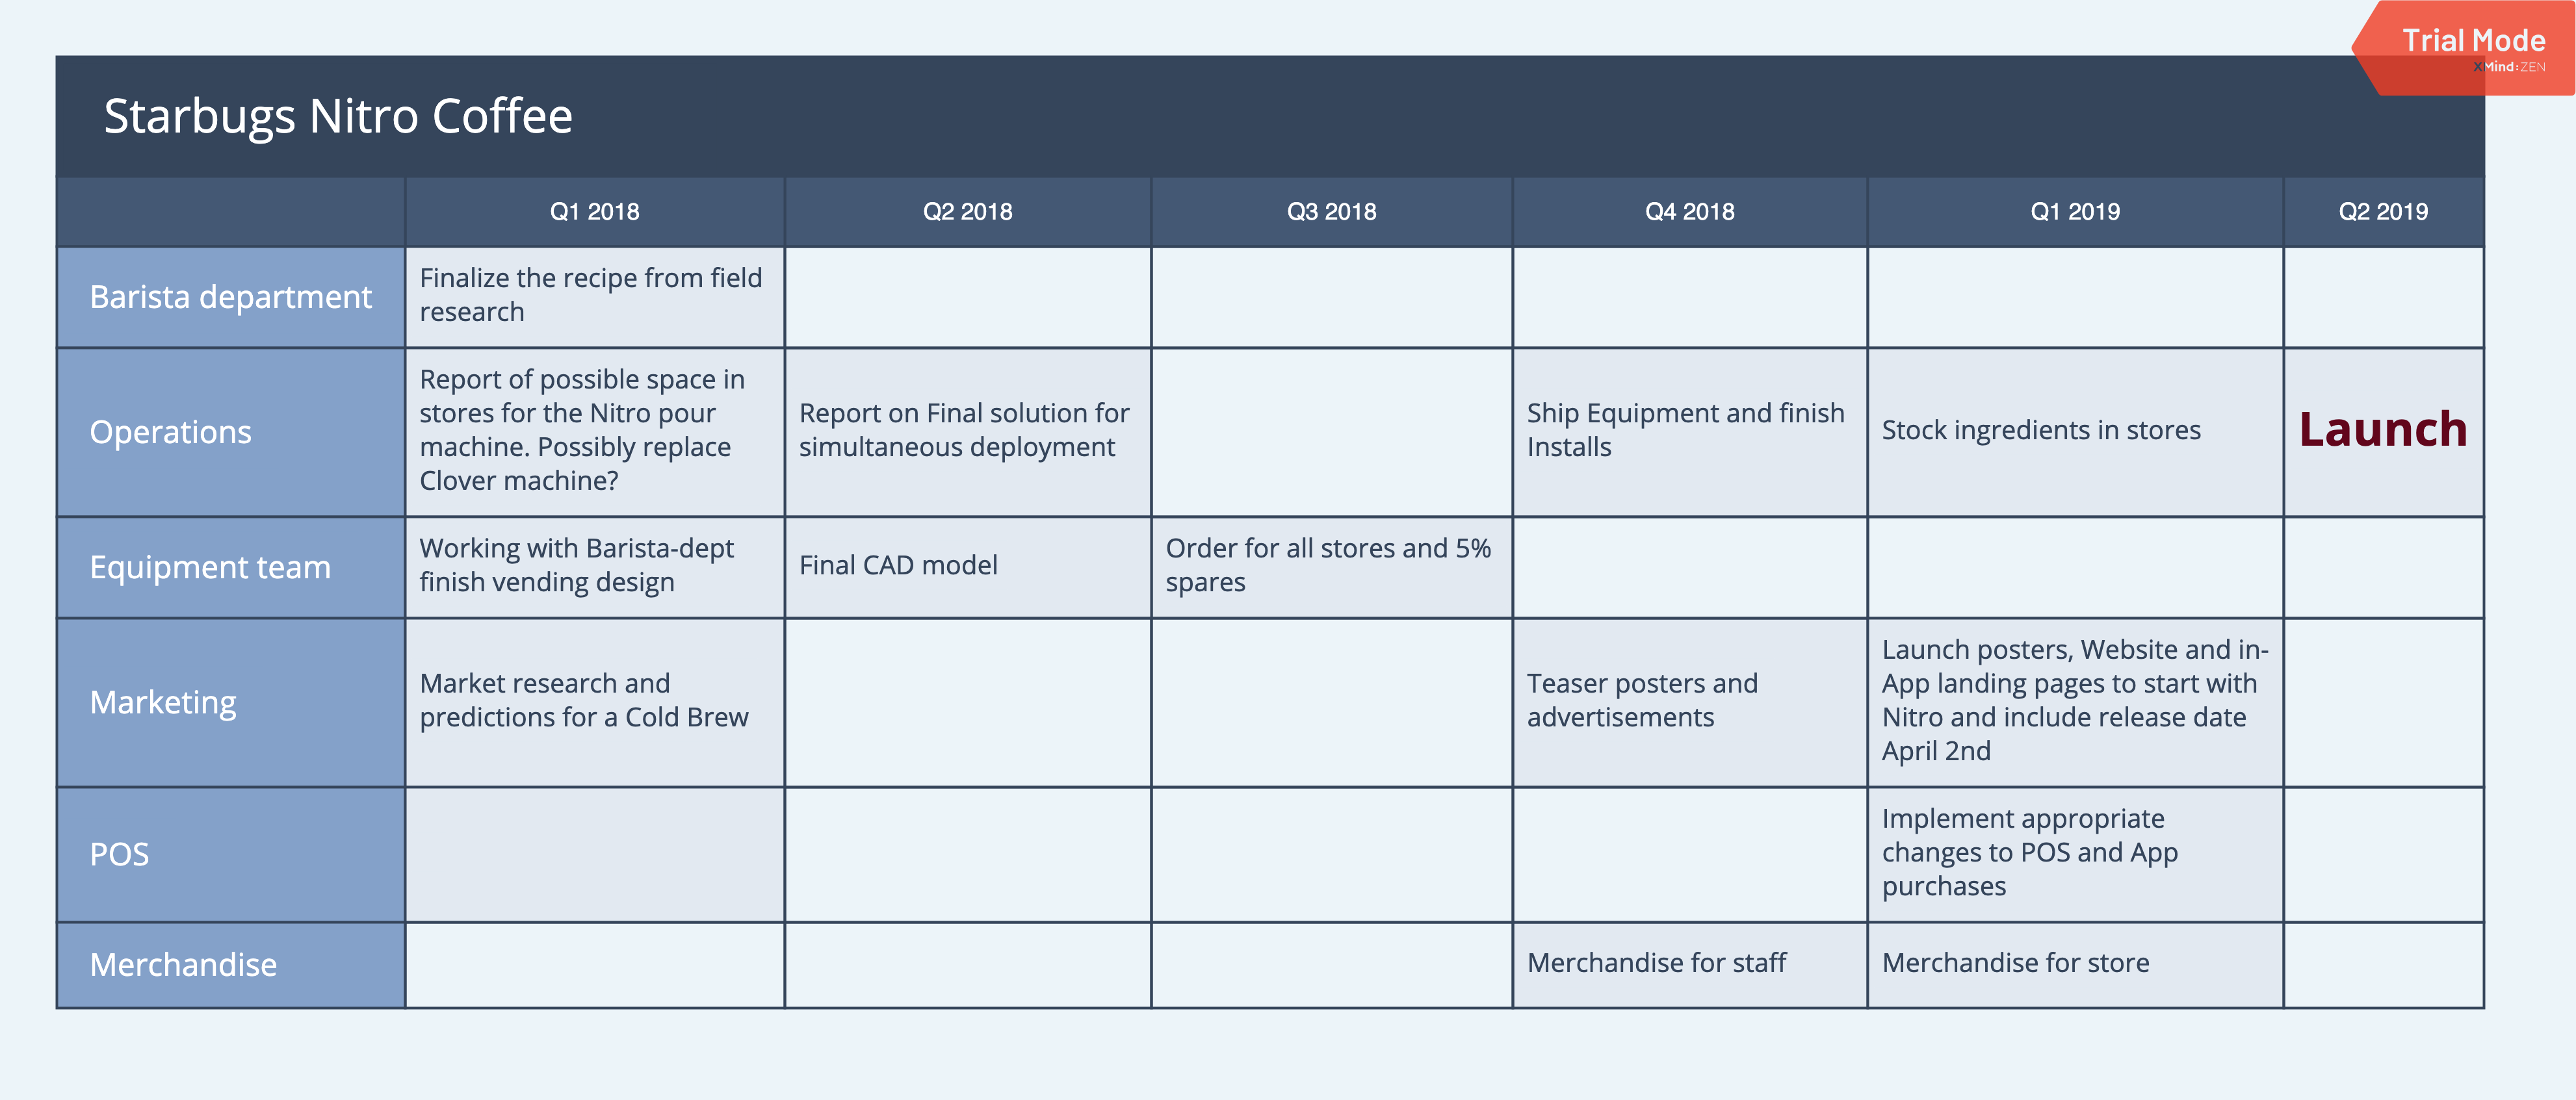 Trial Mode
XMind:ZEN
Starbugs Nitro Coffee
Q1 2018
Q2 2018
Q3 2018
Q4 2018
Q1 2019
Q2 2019
Barista department
Finalize the recipe from field
research
Operations
Report of possible space in
stores for the Nitro pour
machine. Possibly replace
Clover machine?
Report on Final solution for
simultaneous deployment
Ship Equipment and finish
Installs
Stock ingredients in stores
Launch
Equipment team
Working with Barista-dept
finish vending design
Final CAD model
Order for all stores and 5%
spares
Marketing
Market research and
predictions for a Cold Brew
Teaser posters and
advertisements
Launch posters, Website and in-
App landing pages to start with
Nitro and include release date
April 2nd
POS
Implement appropriate
changes to POS and App
purchases
Merchandise
Merchandise for staff
Merchandise for store